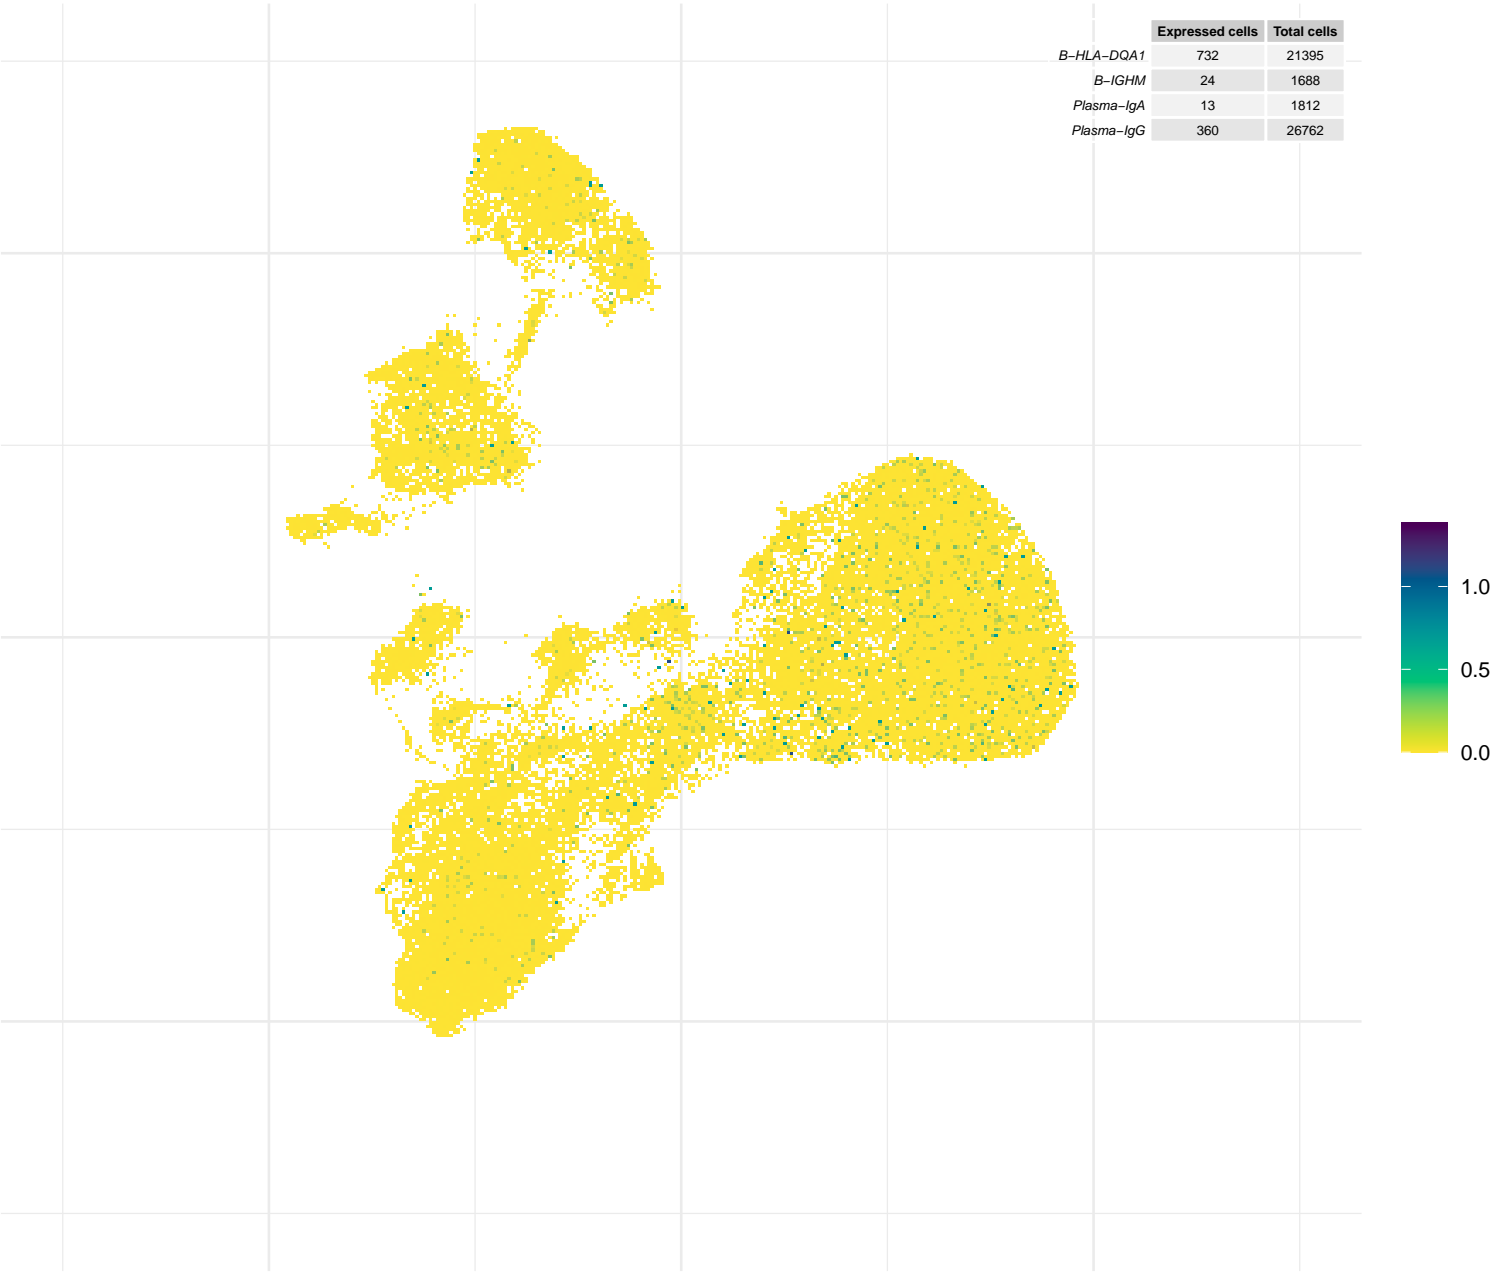 Expressed cells Total cells
B−HLA−DQA1 732 21395
B−IGHM 24 1688
Plasma−IgA 13 1812
Plasma−IgG 360 26762
1.0
0.5
0.0